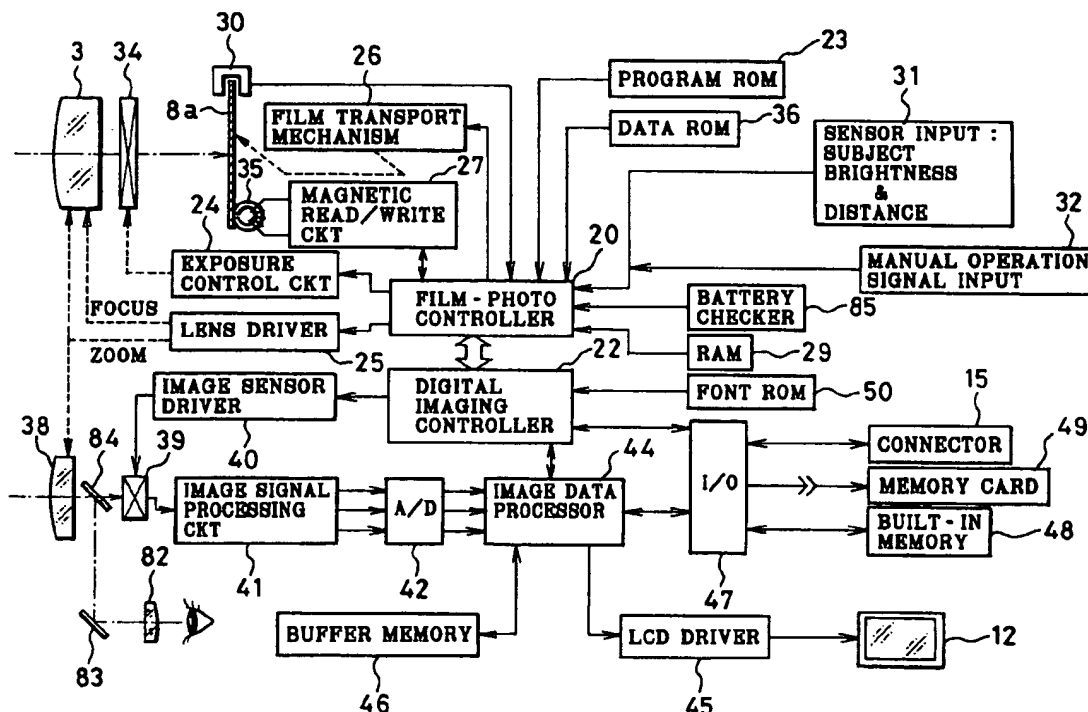 3
34
30
26
23
8a
FILM TRANSPORT
MECHANISM
PROGRAM ROM
36
31
DATA ROM
SENSOR INPUT :
SUBJECT
BRIGHTNESS
&
DISTANCE
35
27
MAGNETIC
READ/WRITE
CKT
24
20
32
EXPOSURE
CONTROL CKT
FILM-PHOTO
CONTROLLER
MANUAL OPERATION
SIGNAL INPUT
BATTERY
CHECKER
85
FOCUS
LENS DRIVER
ZOOM
25
22
RAM
29
IMAGE SENSOR
DRIVER
DIGITAL
IMAGING
CONTROLLER
FONT ROM
50
15
38
84
39
40
44
I/O
CONNECTOR
49
IMAGE SIGNAL
PROCESSING
CKT
A/D
IMAGE DATA
PROCESSOR
MEMORY CARD
BUILT-IN
MEMORY
48
41
42
47
82
83
BUFFER MEMORY
LCD DRIVER
12
46
45